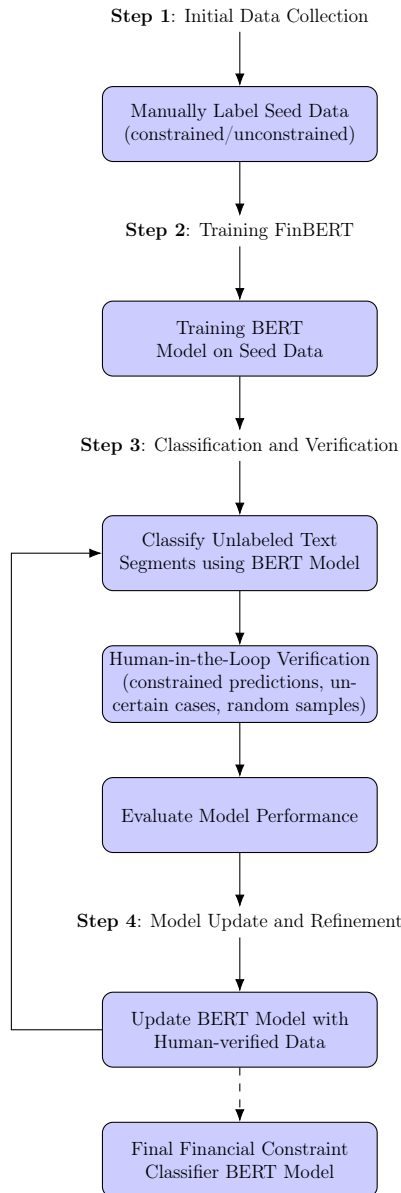 Step 1: Initial Data Collection
Manually Label Seed Data
(constrained/unconstrained)
Step 2: Training FinBERT
Training BERT
Model on Seed Data
Step 3: Classification and Verification
Classify Unlabeled Text
Segments using BERT Model
Human-in-the-Loop Verification
(constrained predictions, un-
certain cases, random samples)
Evaluate Model Performance
Step 4: Model Update and Refinement
Update BERT Model with
Human-verified Data
Final Financial Constraint
Classifier BERT Model